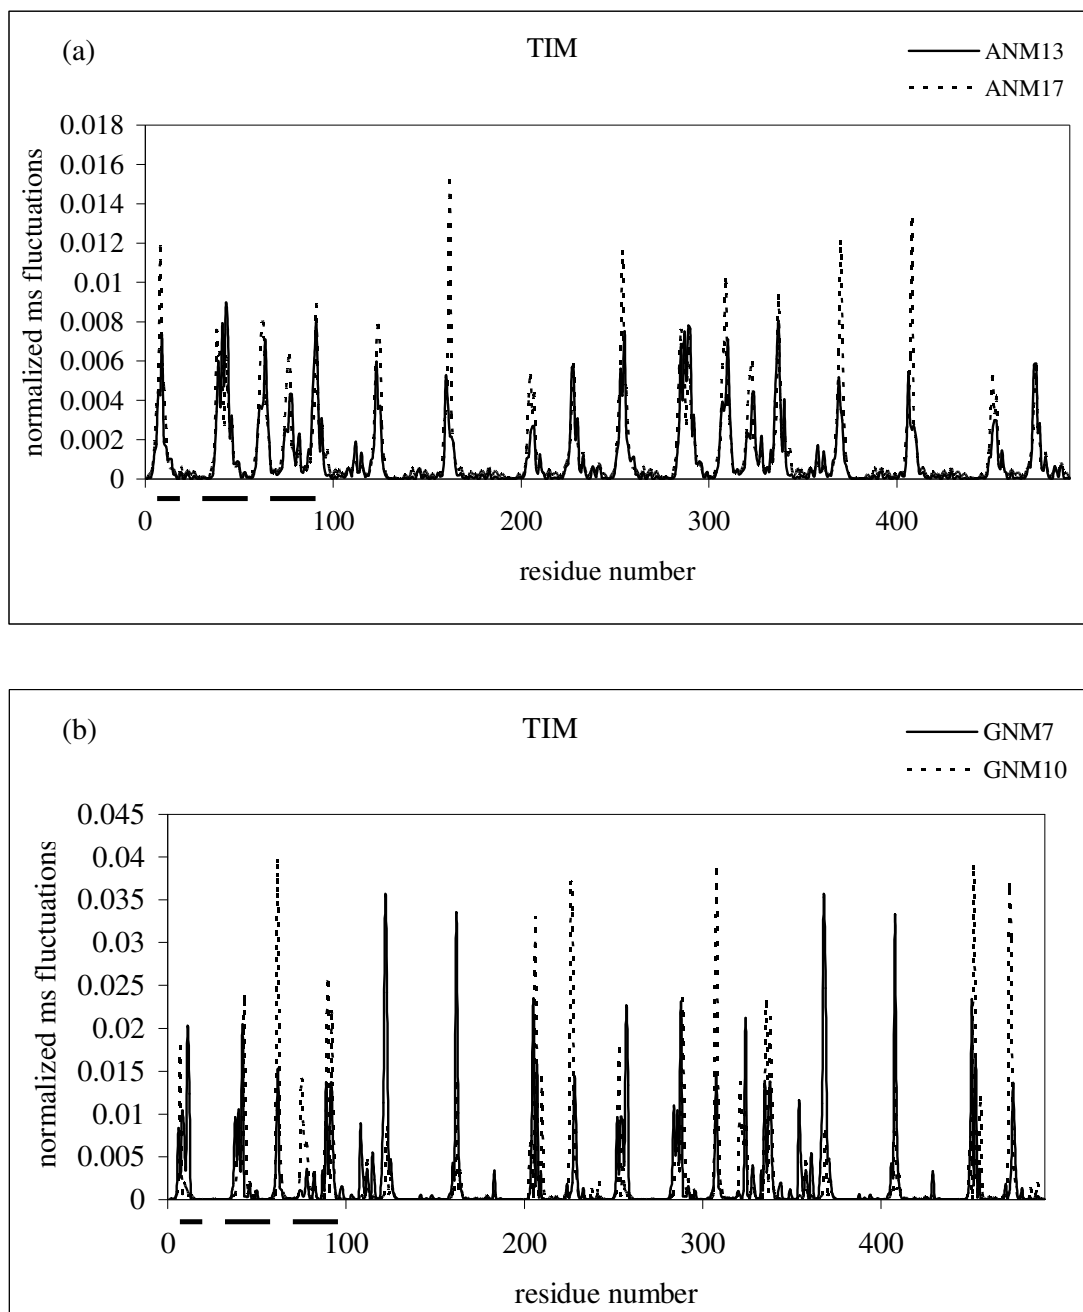 (a)
TIM
ANM13
ANM17
normalized ms fluctuations
0.018
0.016
0.014
0.012
0.01
0.008
0.006
0.004
0.002
0
0 100 200 300 400
residue number
(b)
TIM
GNM7
GNM10
normalized ms fluctuations
0.045
0.04
0.035
0.03
0.025
0.02
0.015
0.01
0.005
0
0 100 200 300 400
residue number